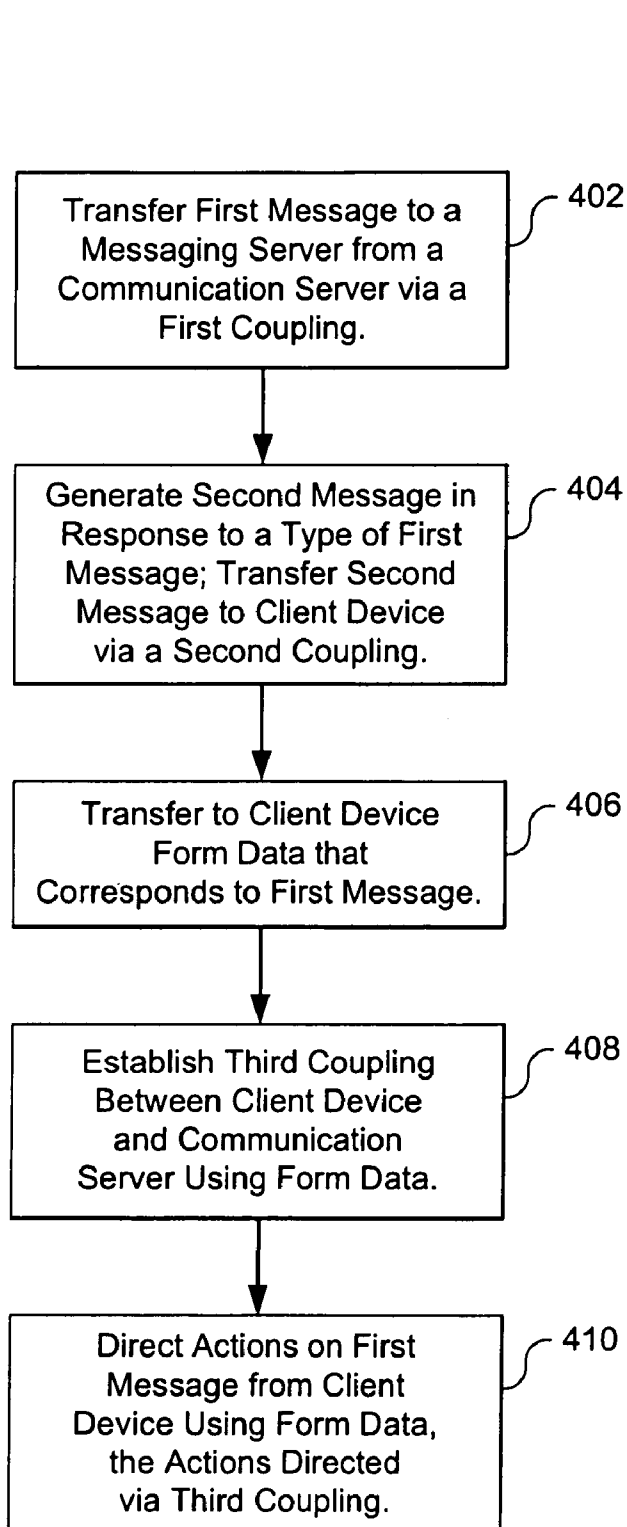 Transfer First Message to a
Messaging Server from a
Communication Server via a
First Coupling.
402
Generate Second Message in
Response to a Type of First
Message; Transfer Second
Message to Client Device
via a Second Coupling.
404
Transfer to Client Device
Form Data that
Corresponds to First Message.
406
Establish Third Coupling
Between Client Device
and Communication
Server Using Form Data.
408
Direct Actions on First
Message from Client
Device Using Form Data,
the Actions Directed
via Third Coupling.
410